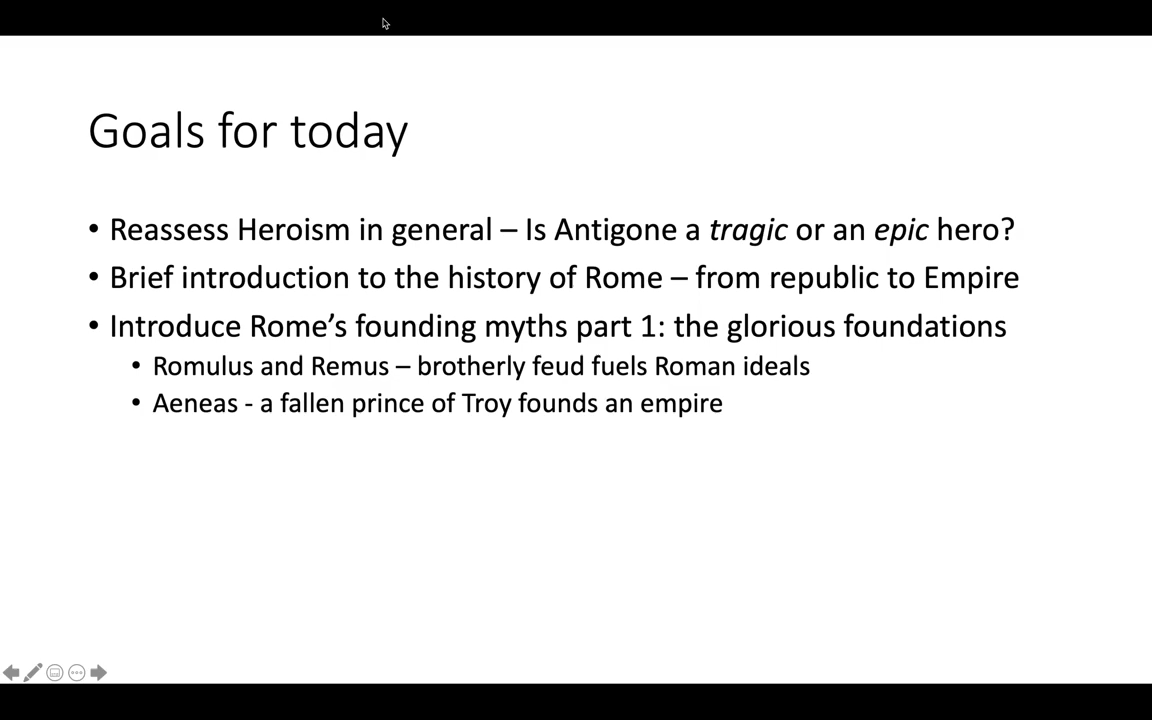 Goals for today
• Reassess Heroism in general – Is Antigone a tragic or an epic hero?
• Brief introduction to the history of Rome – from republic to Empire
• Introduce Rome’s founding myths part 1: the glorious foundations
• Romulus and Remus – brotherly feud fuels Roman ideals
• Aeneas - a fallen prince of Troy founds an empire